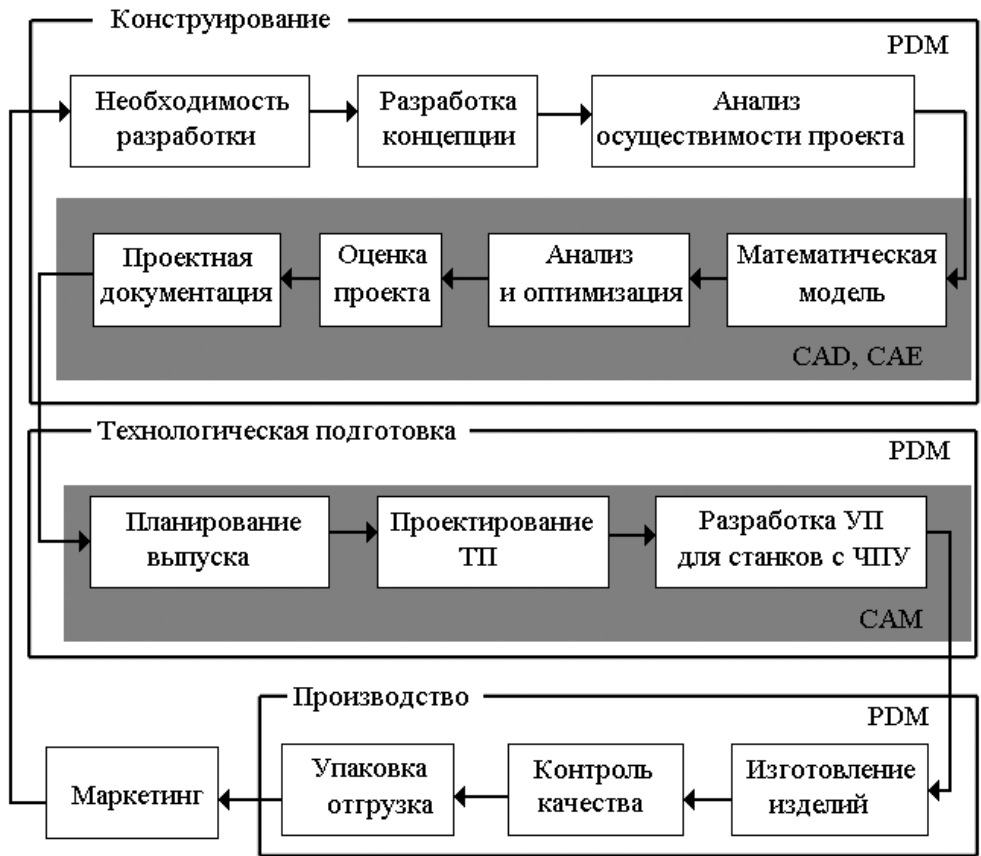 Конструирование
PDM
Необходимость
разработки
Разработка
концепции
Анализ
осуществимости проекта
Проектная
документация
Оценка
проекта
Анализ
и оптимизация
Математическая
модель
CAD, CAE
Технологическая подготовка
PDM
Планирование
выпуска
Проектирование
ТП
Разработка УП
для станков с ЧПУ
CAM
Производство
PDM
Маркетинг
Упаковка
отгрузка
Контроль
качества
Изготовление
изделий